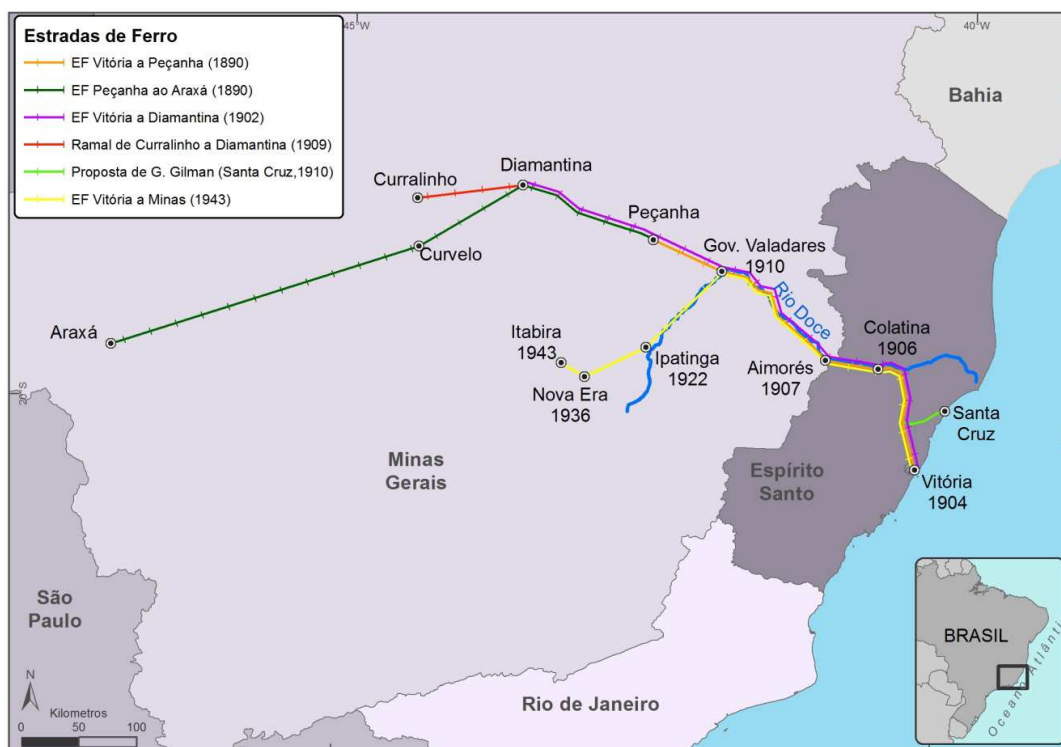 45°W
40°W
Estradas de Ferro
EF Vitória a Peçanha (1890)
EF Peçanha ao Araxá (1890)
EF Vitória a Diamantina (1902)
Ramal de Curralinho a Diamantina (1909)
Proposta de G. Gilman (Santa Cruz,1910)
EF Vitória a Minas (1943)
Bahia
Diamantina
Curralinho
Peçanha
Curvelo
Gov. Valadares
1910
Rio Doce
Araxá
Itabira
1943
Colatina
1906
Ipatinga
1922
Aimorés
1907
Nova Era
1936
20°S
Santa
Cruz
Minas
Gerais
Espírito
Santo
Vitória
1904
São
Paulo
BRASIL
Oceano Atlânti
N
Rio de Janeiro
Kilometros
0 50 100